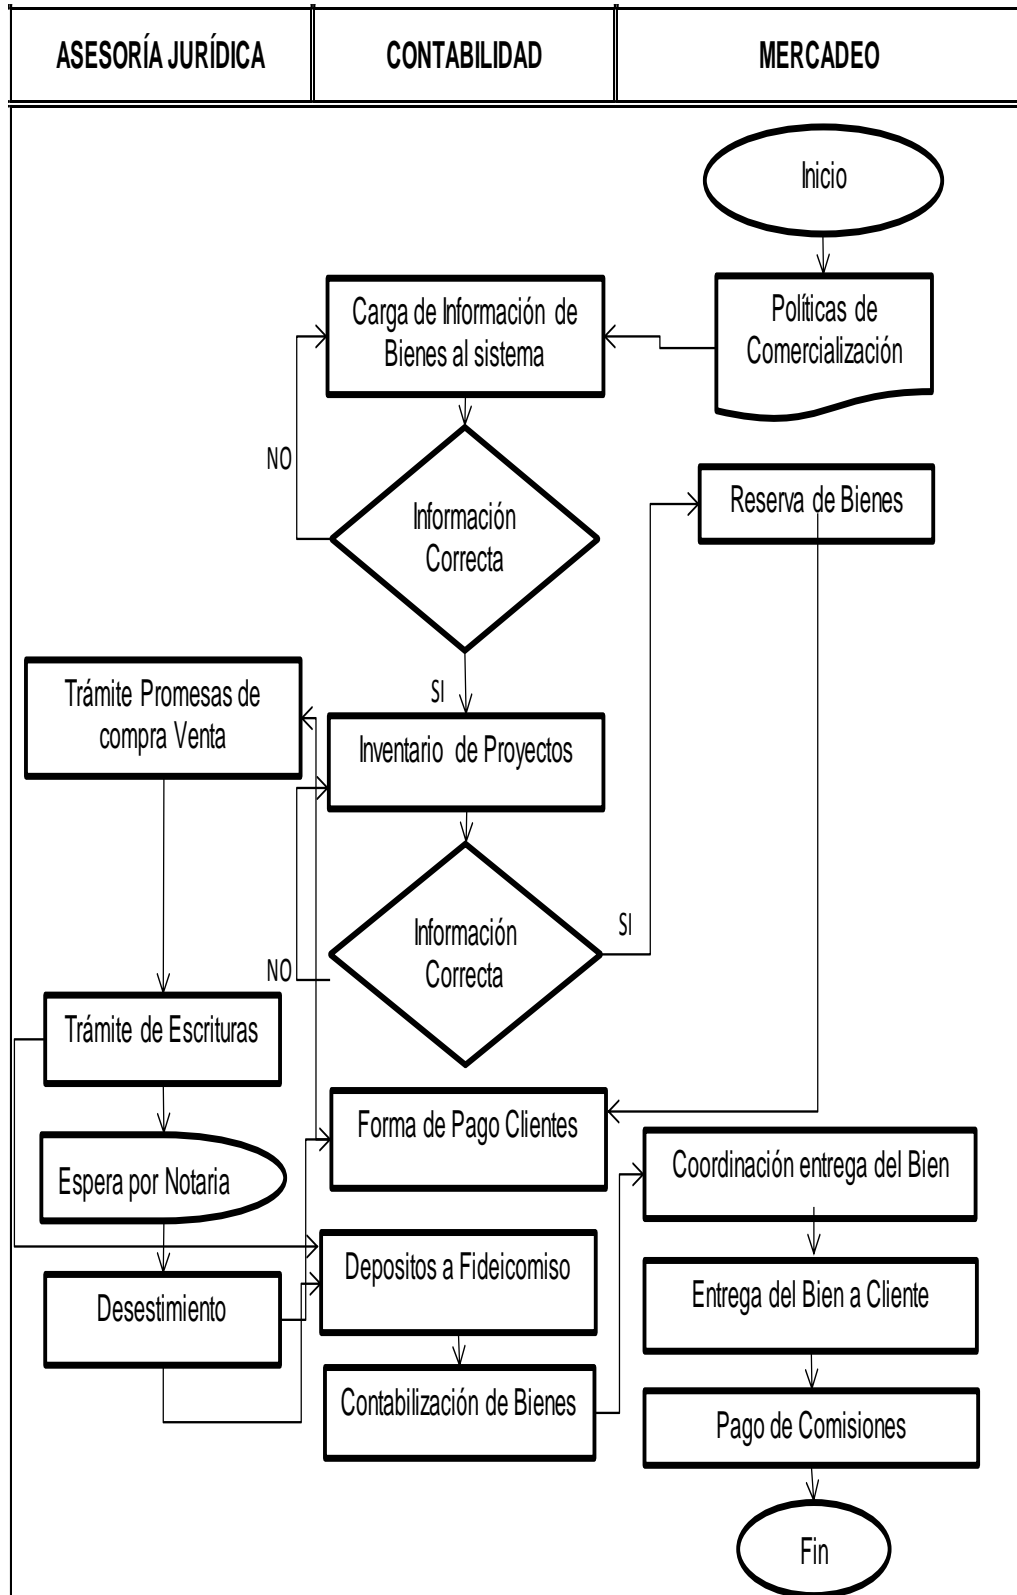 ASESORÍA JURÍDICA
CONTABILIDAD
MERCADEO
Inicio
Políticas de
Comercialización
Carga de Información de
Bienes al sistema
NO
Información
Correcta
Reserva de Bienes
SI
Trámite Promesas de
compra Venta
Inventario de Proyectos
Información
Correcta
SI
NO
Trámite de Escrituras
Forma de Pago Clientes
Espera por Notaria
Coordinación entrega del Bien
Desestimiento
Depositos a Fideicomiso
Entrega del Bien a Cliente
Contabilización de Bienes
Pago de Comisiones
Fin